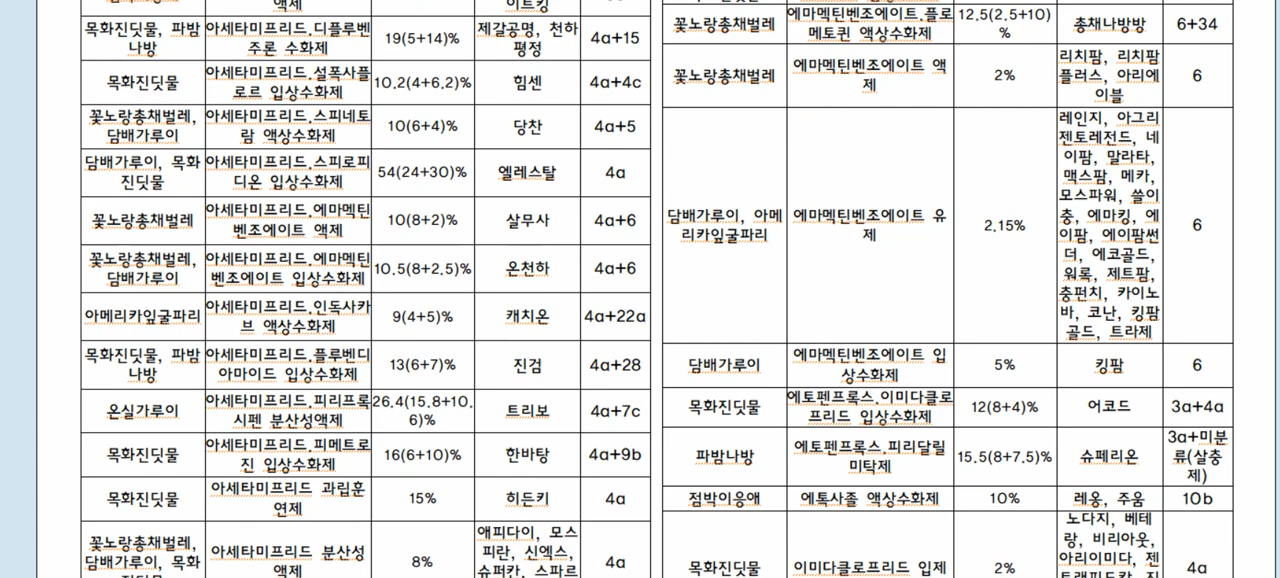 액제
이트킹
목화진딧물, 파밤
나방
아세타미프리드.디플루벤
주론 수화제
19(5+14)%
제갈공명, 천하
평정
4a+15
목화진딧물
아세타미프리드.설폭사플
로르 입상수화제
10.2(4+6.2)%
힘센
4a+4c
꽃노랑총채벌레,
담배가루이
아세타미프리드.스피네토
람 액상수화제
10(6+4)%
당찬
4a+5
담배가루이, 목화
진딧물
아세타미프리드.스피로피
디온 입상수화제
54(24+30)%
엘레스탈
4a
꽃노랑총채벌레
아세타미프리드.에마멕틴
벤조에이트 액제
10(8+2)%
살무사
4a+6
꽃노랑총채벌레,
담배가루이
아세타미프리드.에마멕틴
벤조에이트 입상수화제
10.5(8+2.5)%
온천하
4a+6
아메리카잎굴파리
아세타미프리드.인독사카
브 액상수화제
9(4+5)%
캐치온
4a+22a
목화진딧물, 파밤
나방
아세타미프리드.플루벤디
아마이드 입상수화제
13(6+7)%
진검
4a+28
온실가루이
아세타미프리드.피리프록
시펜 분산성액제
26.4(15.8+10.
6)%
트리보
4a+7c
목화진딧물
아세타미프리드.피메트로
진 입상수화제
16(6+10)%
한바탕
4a+9b
목화진딧물
아세타미프리드 과립훈
연제
15%
히든키
4a
꽃노랑총채벌레,
담배가루이, 목화
진딧물
아세타미프리드 분산성
액제
8%
애피다이, 모스
피란, 신엑스,
슈퍼칸, 스파르
4a
꽃노랑총채벌레
에마멕틴벤조에이트.플로
메토퀸 액상수화제
12.5(2.5+10)
%
총채나방방
6+34
꽃노랑총채벌레
에마멕틴벤조에이트 액
제
2%
리치팜, 리치팜
플러스, 아리에
이블
6
담배가루이, 아메
리카잎굴파리
에마멕틴벤조에이트 유
제
2.15%
레인지, 아그리
젠토레전드, 네
이팜, 말라타,
맥스팜, 메카,
모스파워, 쓸이
충, 에마킹, 에
이팜, 에이팜썬
더, 에코골드,
워록, 제트팜,
충펀치, 카이노
바, 코난, 킹팜
골드, 트라제
6
담배가루이
에마멕틴벤조에이트 입
상수화제
5%
킹팜
6
목화진딧물
에토펜프록스.이미다클로
프리드 입상수화제
12(8+4)%
어코드
3a+4a
파밤나방
에토펜프록스.피리달릴
미탁제
15.5(8+7.5)%
슈페리온
3a+미분
류(살충
제)
점박이응애
에톡사졸 액상수화제
10%
레옹, 주움
10b
목화진딧물
이미다클로프리드 입제
2%
노다지, 베테
랑, 비리아웃,
아리이미다, 젠
4a